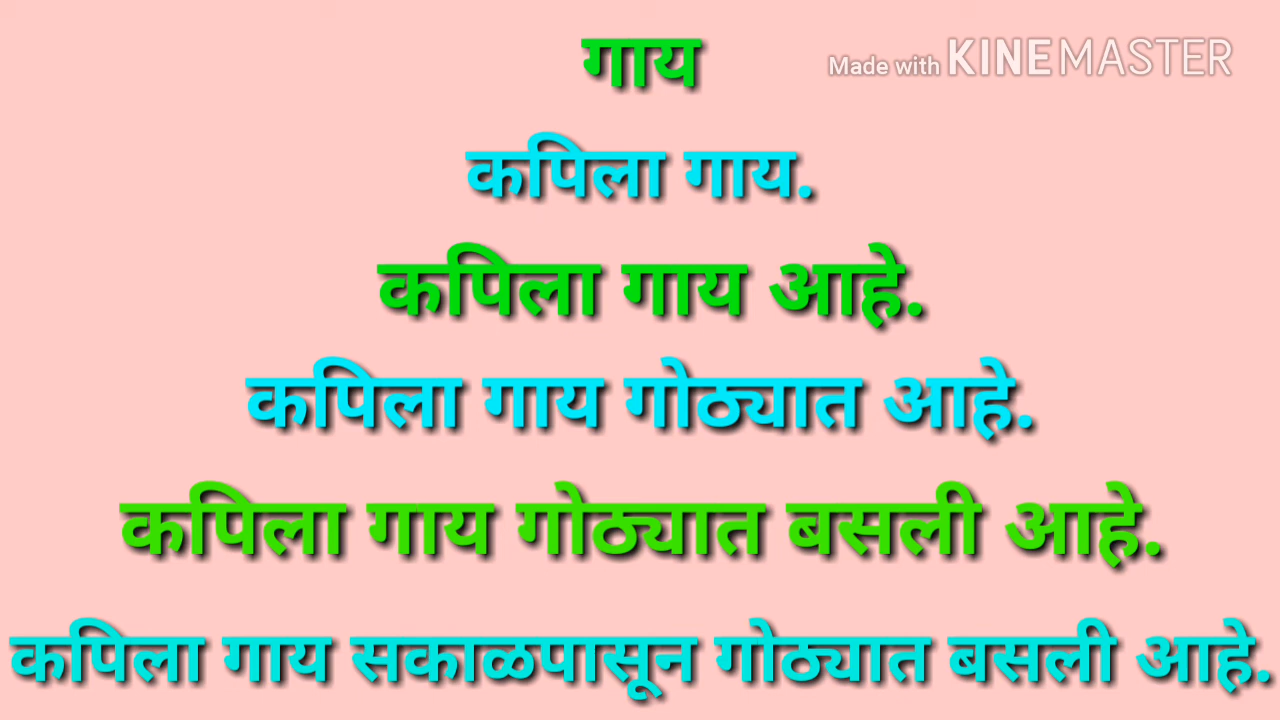 गाय
Made with KINEMASTER
कपिला गाय.
कपिला गाय आहे.
कपिला गाय गोठ्यात आहे.
कपिला गाय गोठ्यात बसली आहे.
कपिला गाय सकाळपासून गोठ्यात बसली आहे.